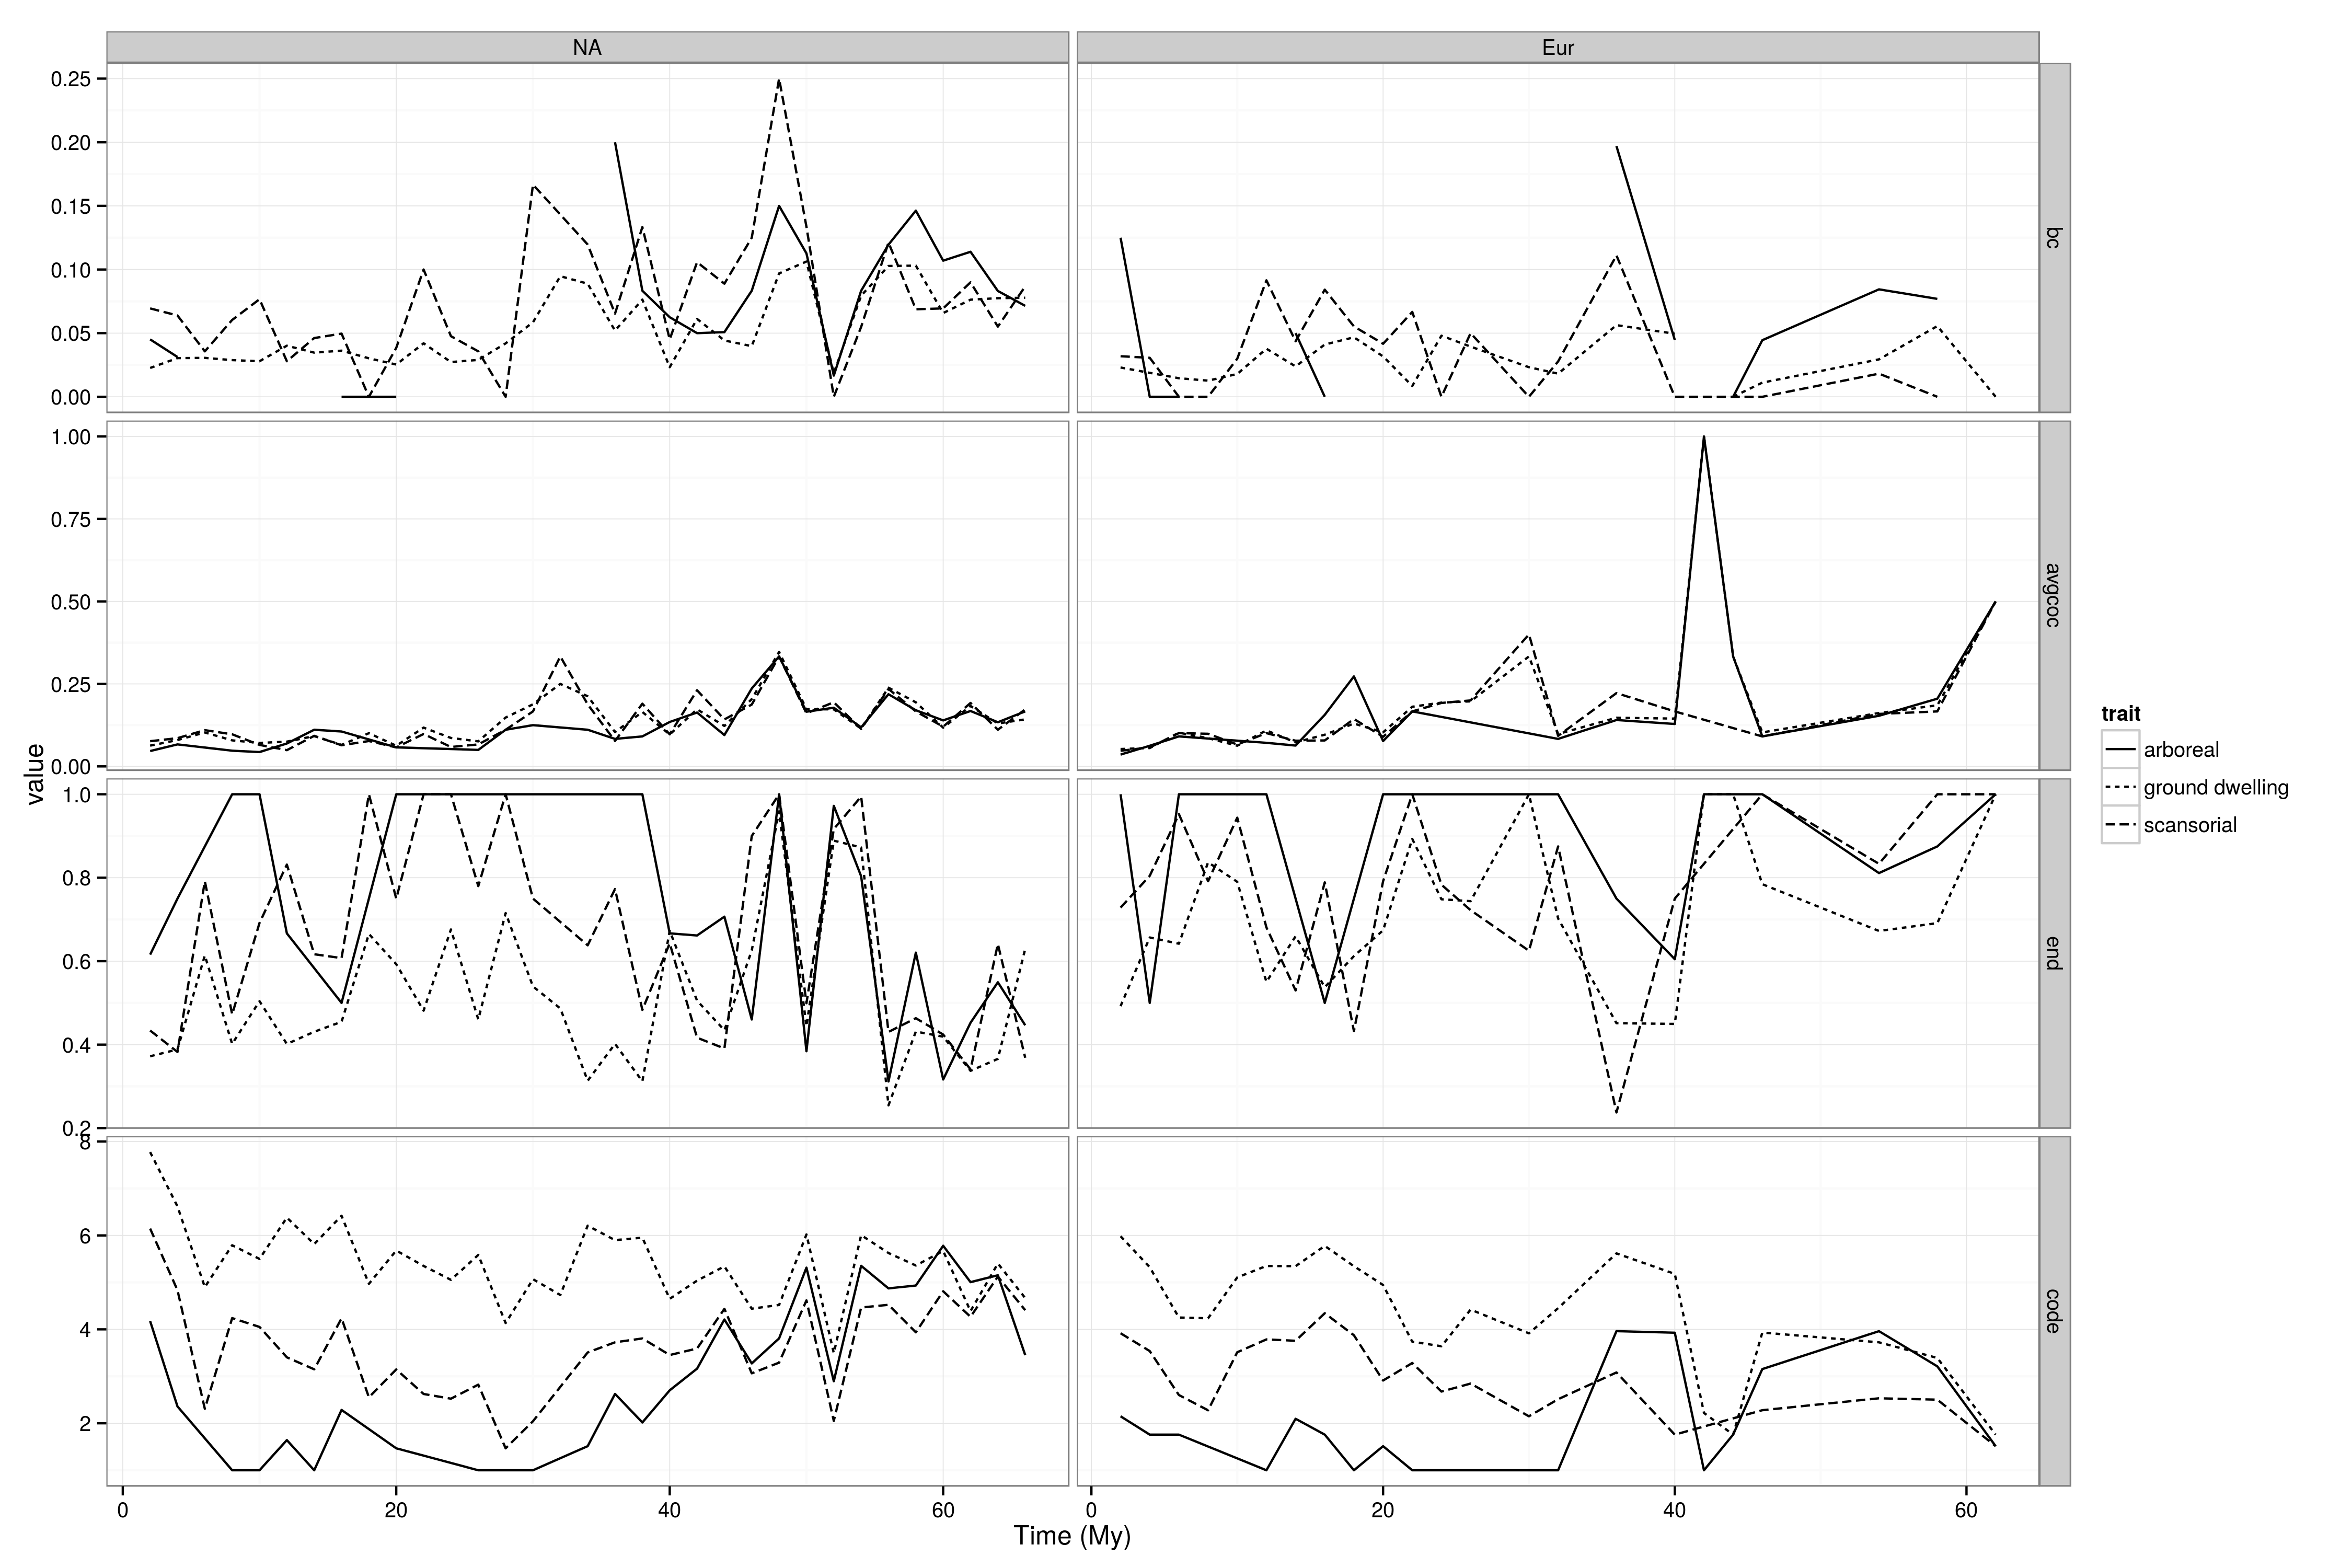 NA
Eur
0.25
0.20
0.15
0.10
0.05
0.00
bc
1.00
0.75
0.50
0.25
0.00
avgcoc
value
1.0
0.8
0.6
0.4
0.2
end
8
6
4
2
code
0
20
40
60
0
20
40
60
Time (My)
trait
arboreal
ground dwelling
scansorial